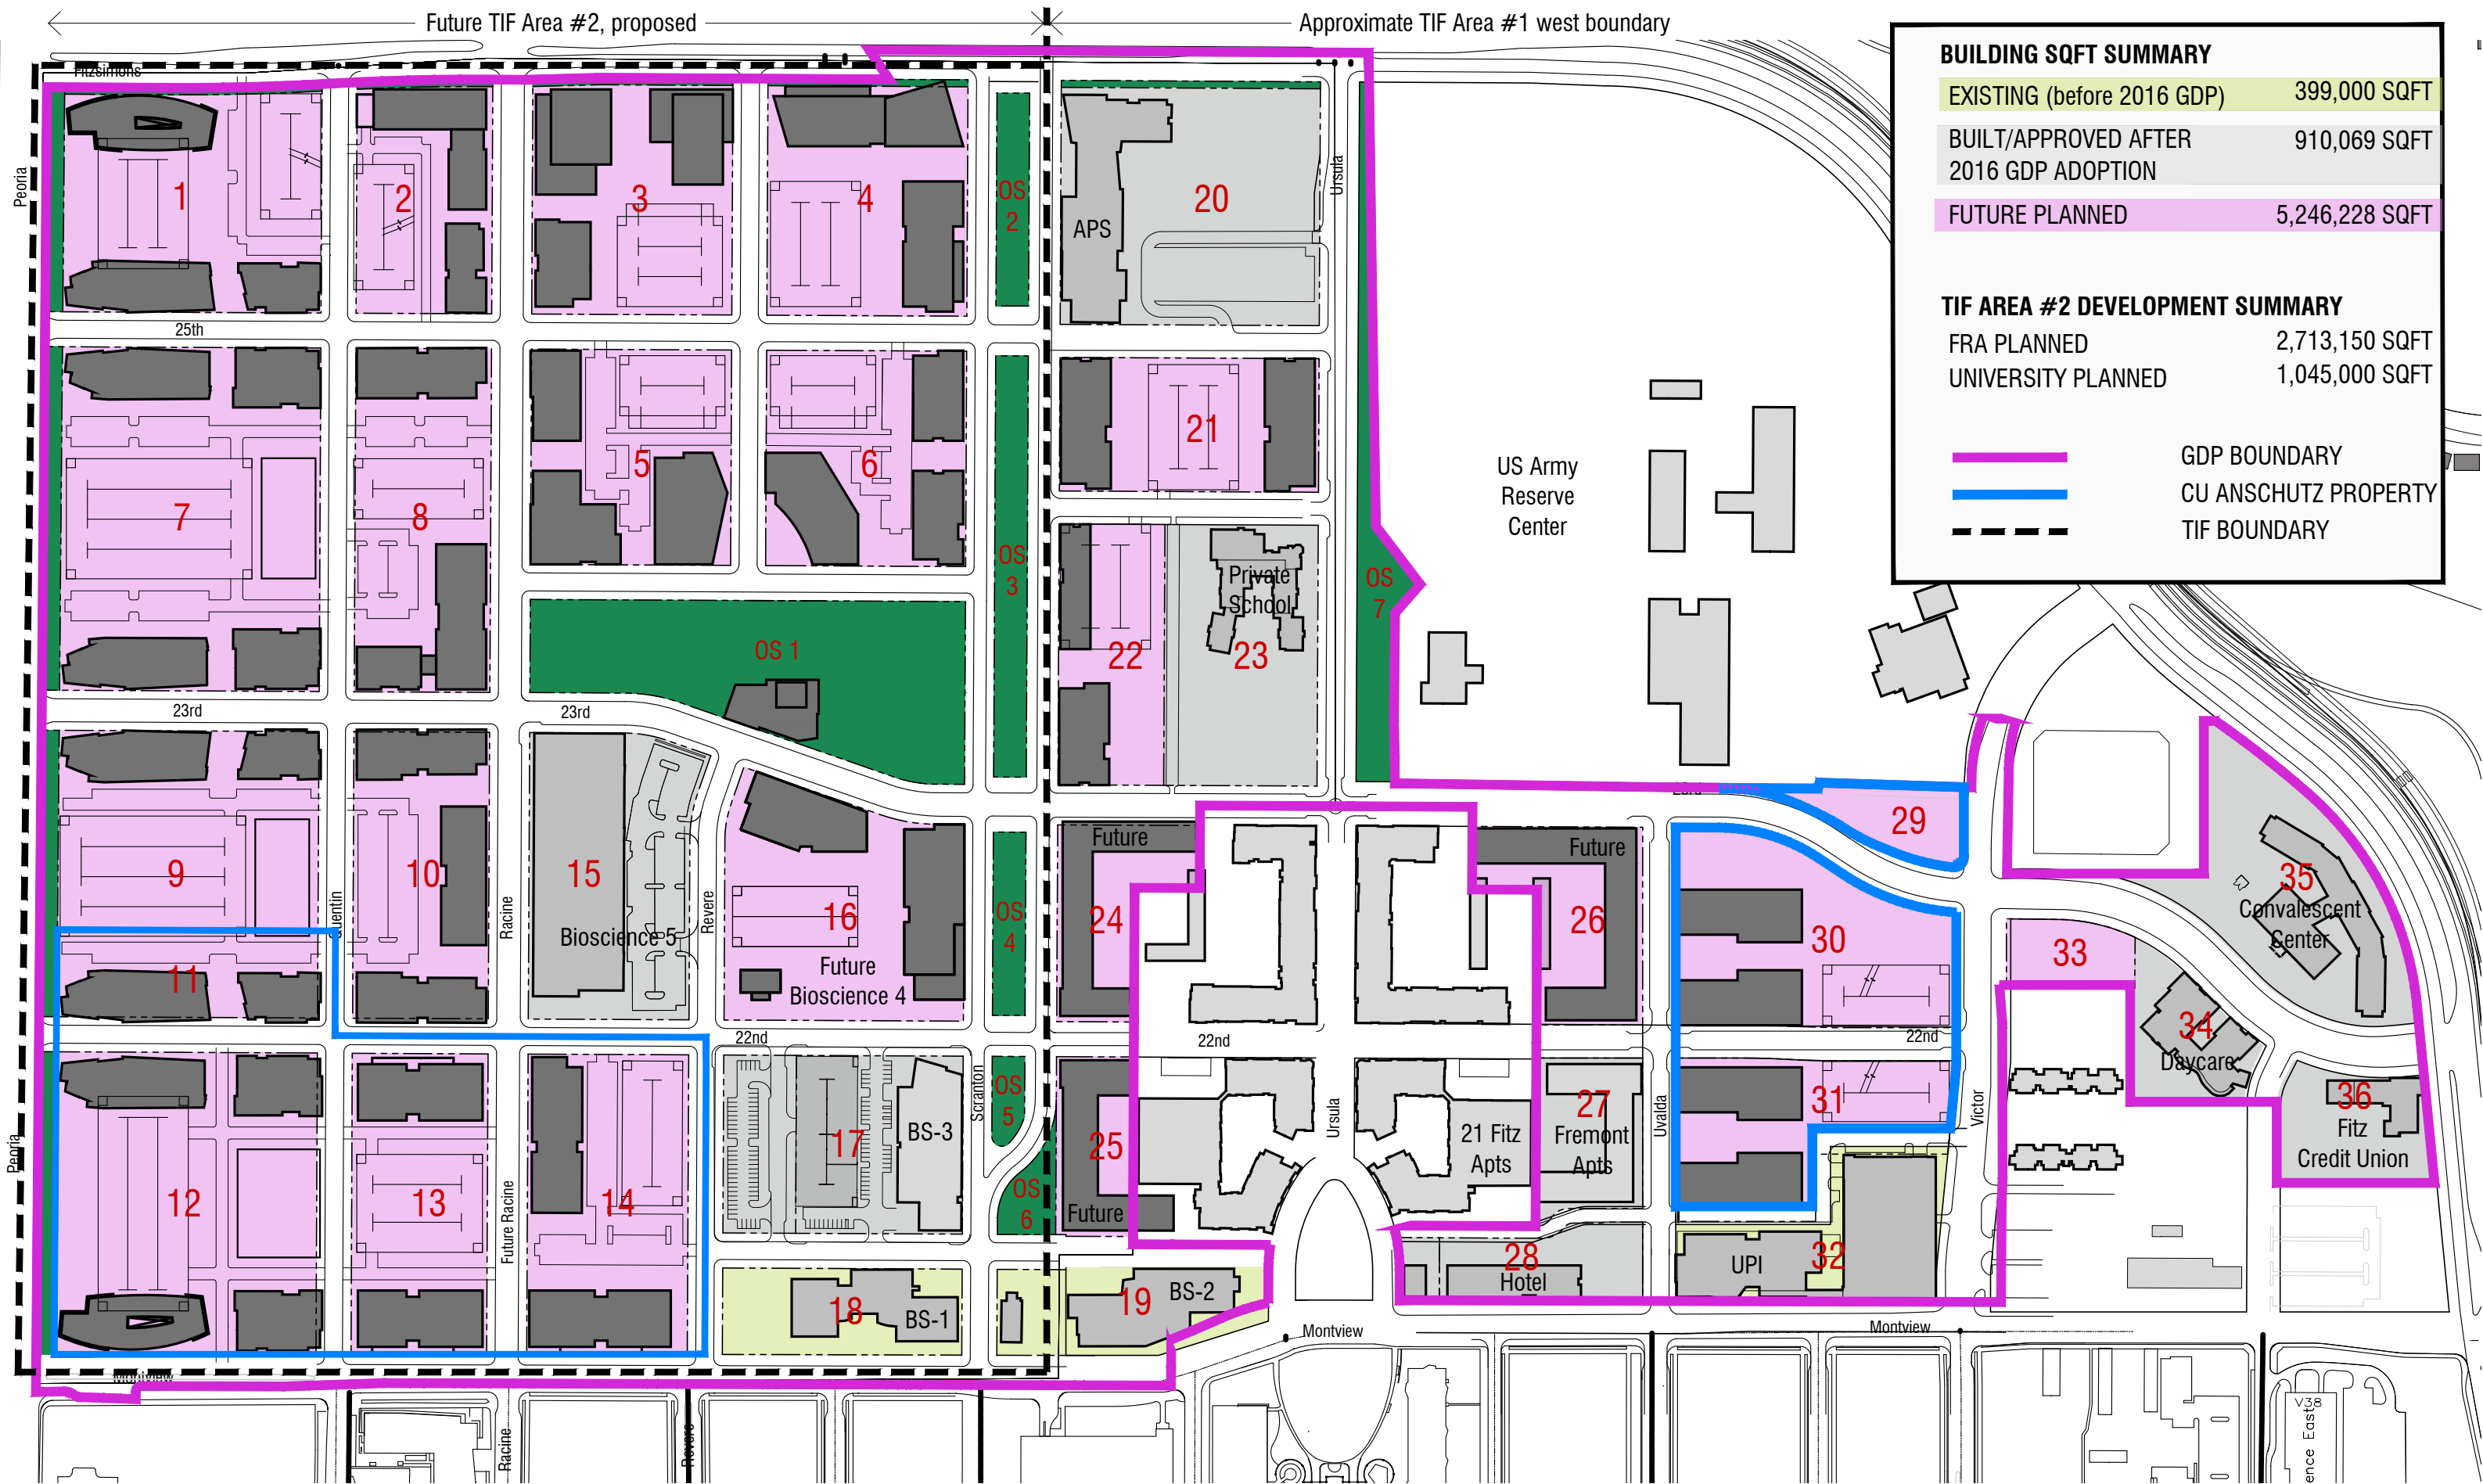 Future TIF Area #2, proposed
Approximate TIF Area #1 west boundary
BUILDING SQFT SUMMARY
EXISTING (before 2016 GDP) 399,000 SQFT
BUILT/APPROVED AFTER 910,069 SQFT
2016 GDP ADOPTION
FUTURE PLANNED 5,246,228 SQFT
TIF AREA #2 DEVELOPMENT SUMMARY
FRA PLANNED 2,713,150 SQFT
UNIVERSITY PLANNED 1,045,000 SQFT
GDP BOUNDARY
CU ANSCHUTZ PROPERTY
TIF BOUNDARY
Fitzsimons
Peoria
1
2
3
4
OS
2
APS
20
Ursula
25th
7
8
5
6
OS
3
21
US Army
Reserve
Center
OS 1
22
Private
School
23
OS
7
23rd
23rd
23rd
29
9
Quentin
10
Racine
15
Bioscience 5
Revere
16
Future
Bioscience 4
OS
4
Future
24
Future
26
30
33
35
Convalescent
Center
34
Daycare
11
22nd
22nd
22nd
Peoria
12
13
Future Racine
14
17
BS-3
Scranton
OS
5
OS
6
25
Future
Ursula
21 Fitz
Apts
27
Fremont
Apts
Uvalda
31
Victor
36
Fitz
Credit Union
18
BS-1
19
BS-2
28
Hotel
UPI
32
Montview
Montview
Montview
Racine
Revere
V38
ence East